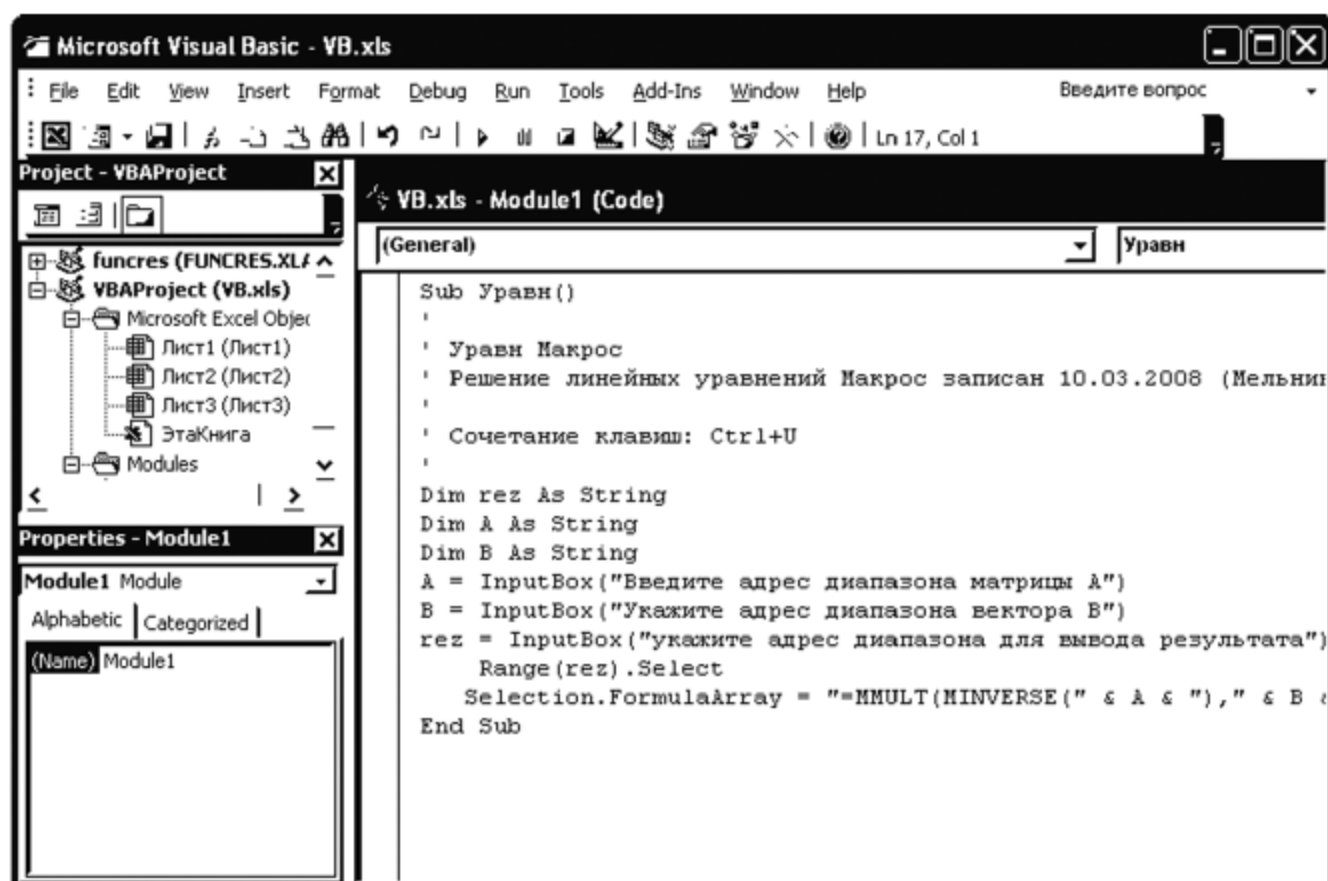 Microsoft Visual Basic - VB.xls
File Edit View Insert Format Debug Run Tools Add-Ins Window Help Введите вопрос
Ln 17, Col 1
Project - VBAProject
VB.xls - Module1 (Code)
(General) Уравн
funcres (FUNCRES.XLA
VBAProject (VB.xls)
Microsoft Excel Objec
Лист1 (Лист1)
Лист2 (Лист2)
Лист3 (Лист3)
ЭтаКнига
Modules
Properties - Module1
Module1 Module
Alphabetic Categorized
(Name) Module1
Sub Уравн()
'
' Уравн Макрос
' Решение линейных уравнений Макрос записан 10.03.2008 (Мельни
'
' Сочетание клавиш: Ctrl+U
'
Dim rez As String
Dim A As String
Dim B As String
A = InputBox("Введите адрес диапазона матрицы A")
B = InputBox("Укажите адрес диапазона вектора B")
rez = InputBox("укажите адрес диапазона для вывода результата")
Range(rez).Select
Selection.FormulaArray = "=MMULT(MINVERSE(" & A & ")," & B &
End Sub